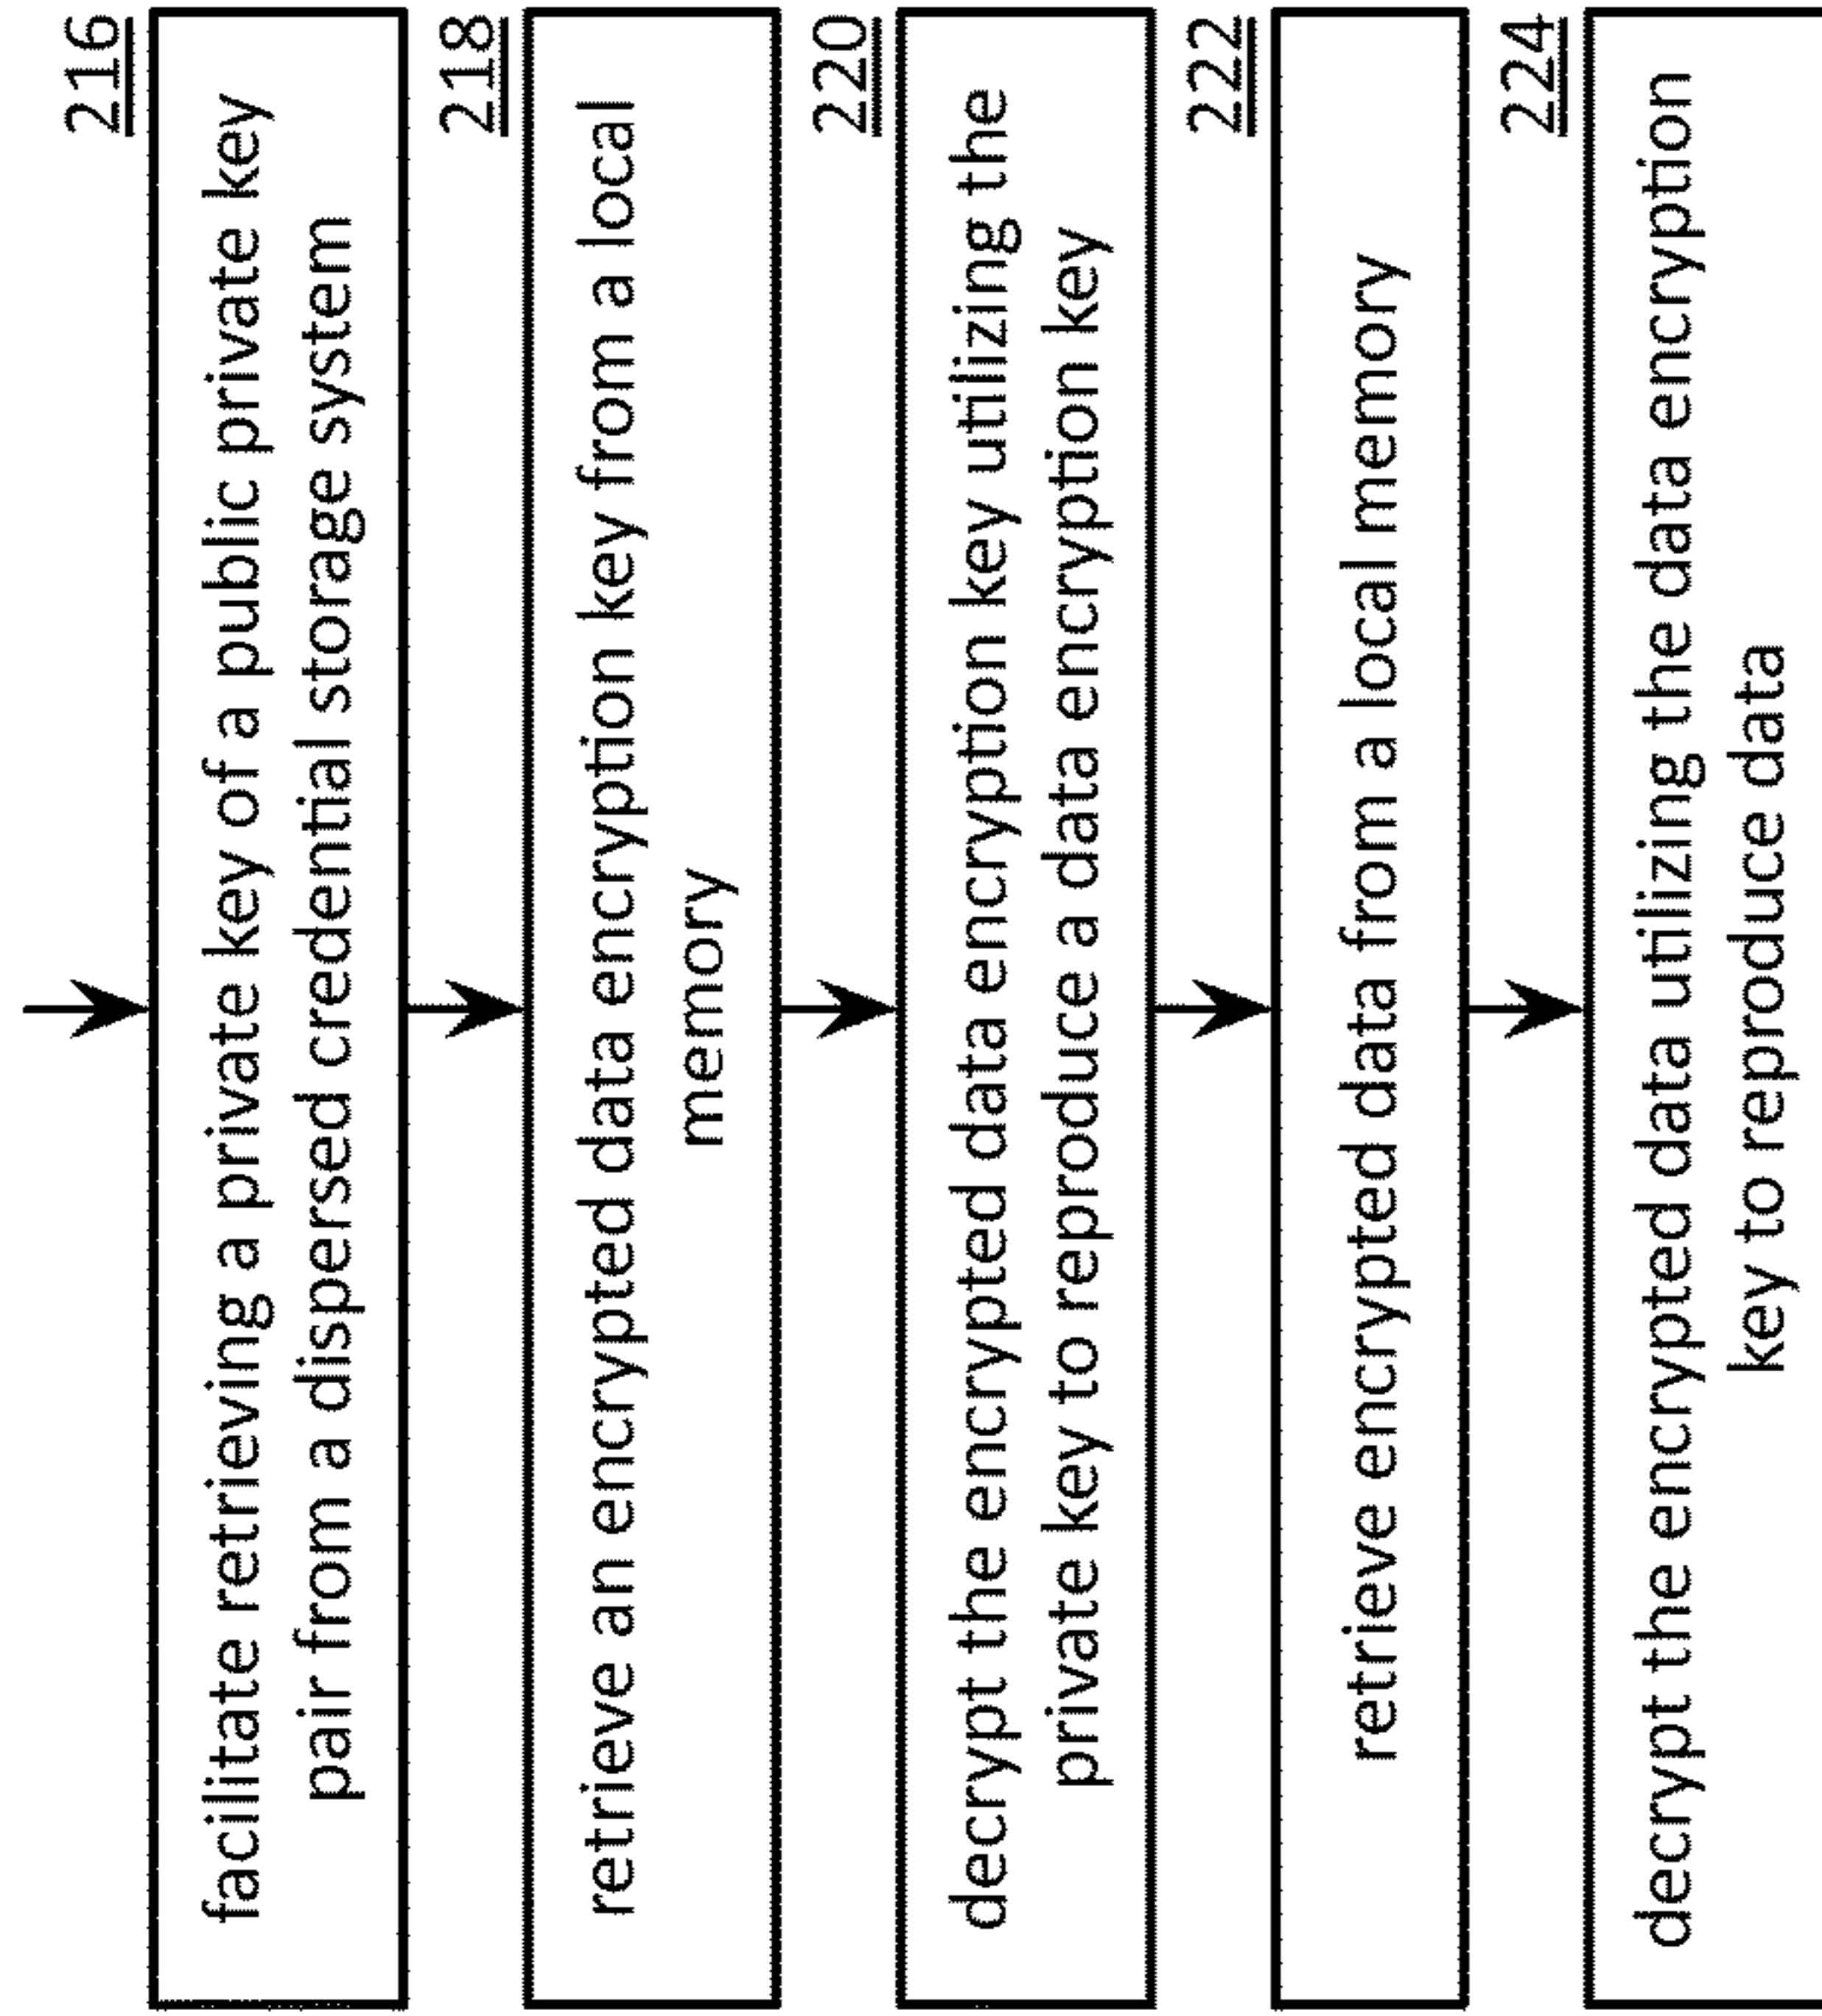 216
facilitate retrieving a private key of a public private key
pair from a dispersed credential storage system
218
retrieve an encrypted data encryption key from a local
memory
220
decrypt the encrypted data encryption key utilizing the
private key to reproduce a data encryption key
222
retrieve encrypted data from a local memory
224
decrypt the encrypted data utilizing the data encryption
key to reproduce data